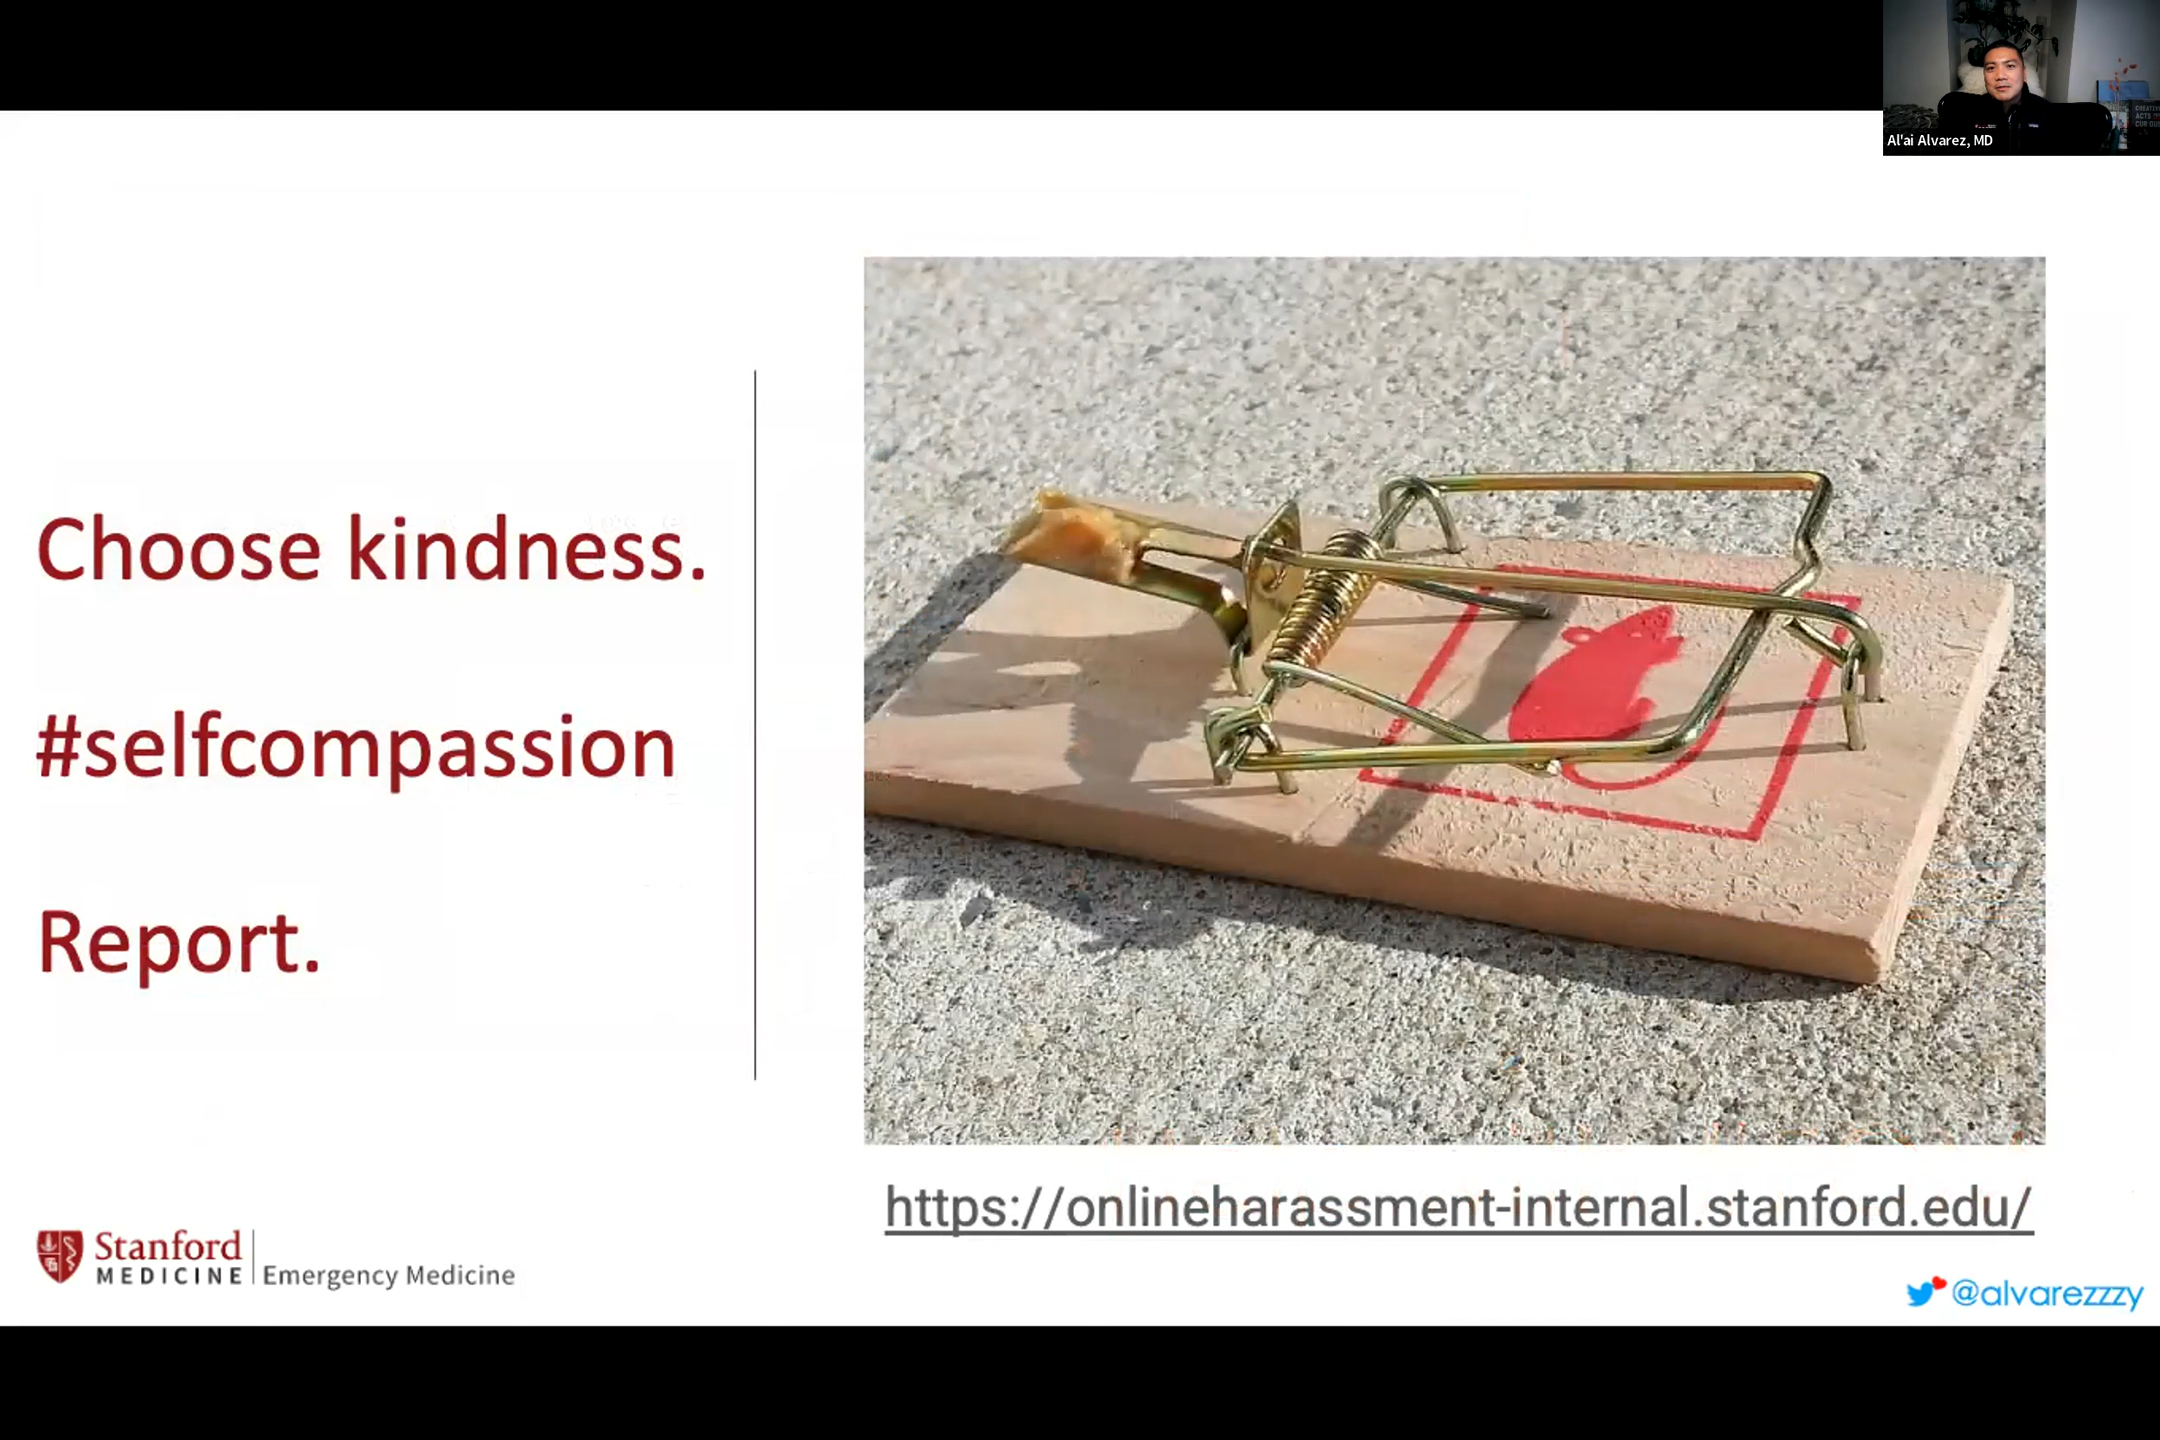 Al'ai Alvarez, MD
Choose kindness.
#selfcompassion
Report.
https://onlineharassment-internal.stanford.edu/
Stanford
MEDICINE
Emergency Medicine
@alvarezzzy